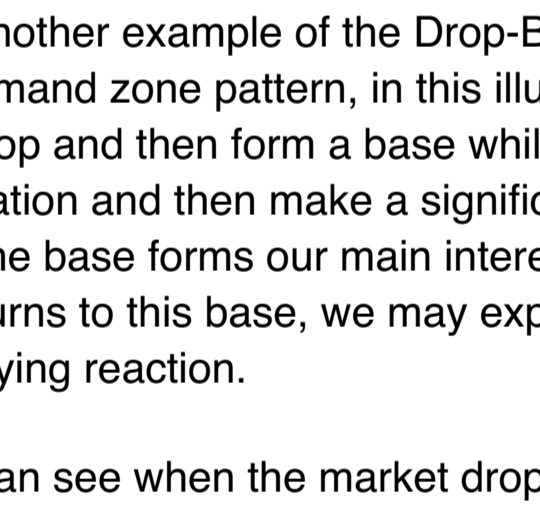 nother example of the Drop-B
mand zone pattern, in this illu
op and then form a base whil
ation and then make a signific
he base forms our main intere
urns to this base, we may exp
ying reaction.
an see when the market drop